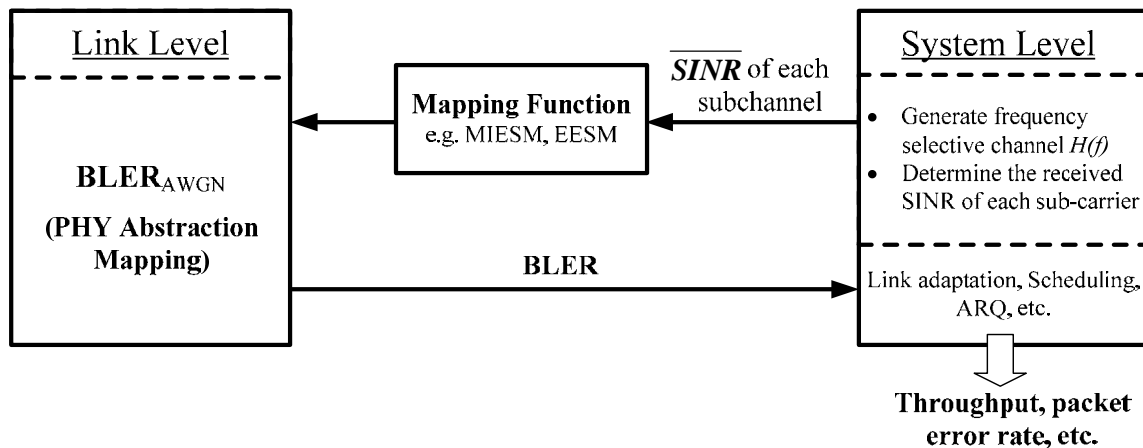 Link Level
BLER_AWGN
(PHY Abstraction
Mapping)
Mapping Function
e.g. MIESM, EESM
SINR of each
subchannel
BLER
System Level
• Generate frequency
selective channel H(f)
• Determine the received
SINR of each sub-carrier
Link adaptation, Scheduling,
ARQ, etc.
Throughput, packet
error rate, etc.